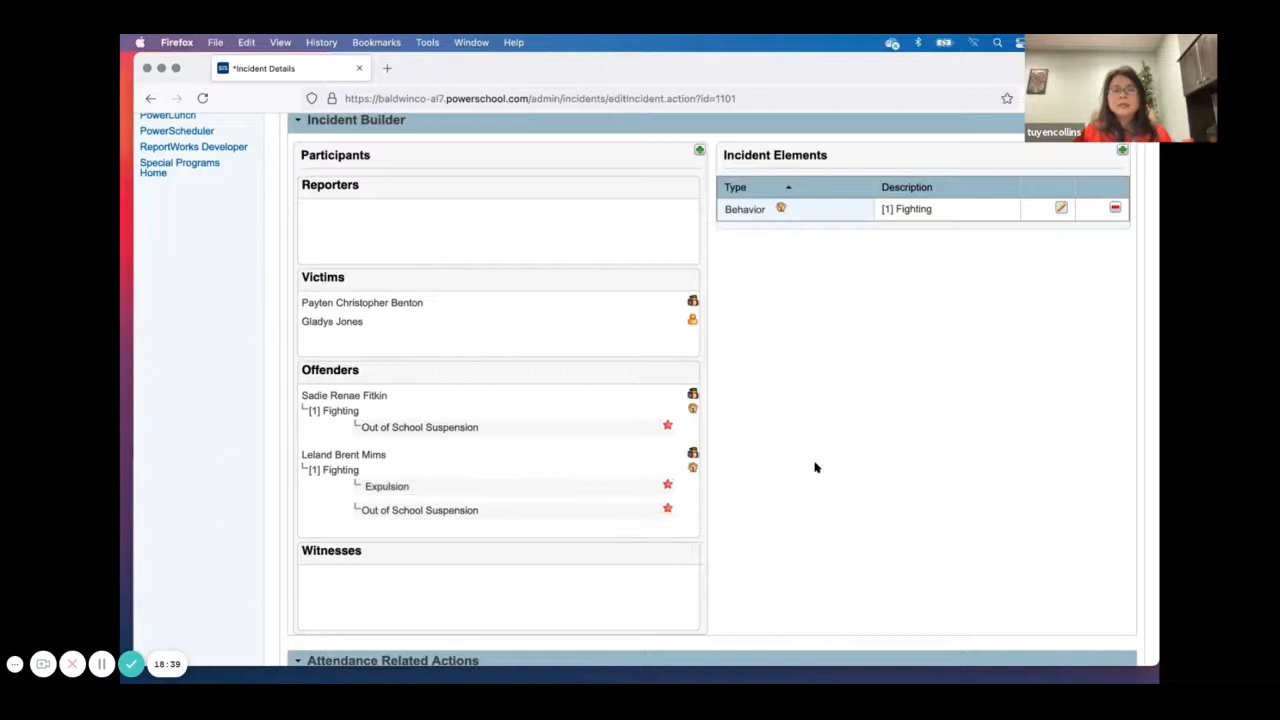 Firefox File Edit View History Bookmarks Tools Window Help
*Incident Details
https://baldwinco-al7.powerschool.com/admin/incidents/editIncident.action?id=1101
tuyencollins
PowerLunch
PowerScheduler
ReportWorks Developer
Special Programs
Home
Incident Builder
Participants
Reporters
Victims
Payten Christopher Benton
Gladys Jones
Offenders
Sadie Renae Fitkin
[1] Fighting
Out of School Suspension
Leland Brent Mims
[1] Fighting
Expulsion
Out of School Suspension
Witnesses
Incident Elements
Type Description
Behavior [1] Fighting
Attendance Related Actions
18:39